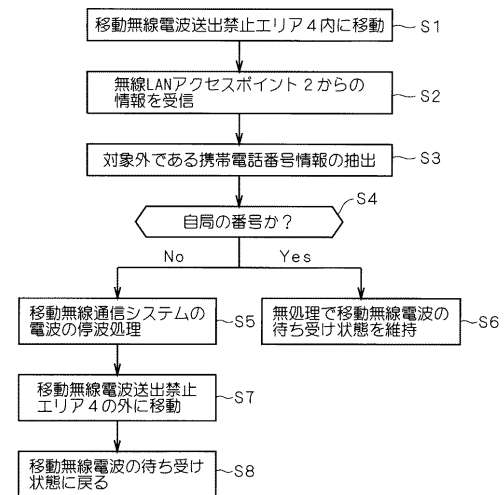 移動無線電波送出禁止エリア4内に移動
S1
無線LANアクセスポイント2からの
情報を受信
S2
対象外である携帯電話番号情報の抽出
S3
自局の番号か？
S4
No
Yes
移動無線通信システムの
電波の停波処理
S5
無処理で移動無線電波の
待ち受け状態を維持
S6
移動無線電波送出禁止
エリア4の外に移動
S7
移動無線電波の待ち受け
状態に戻る
S8